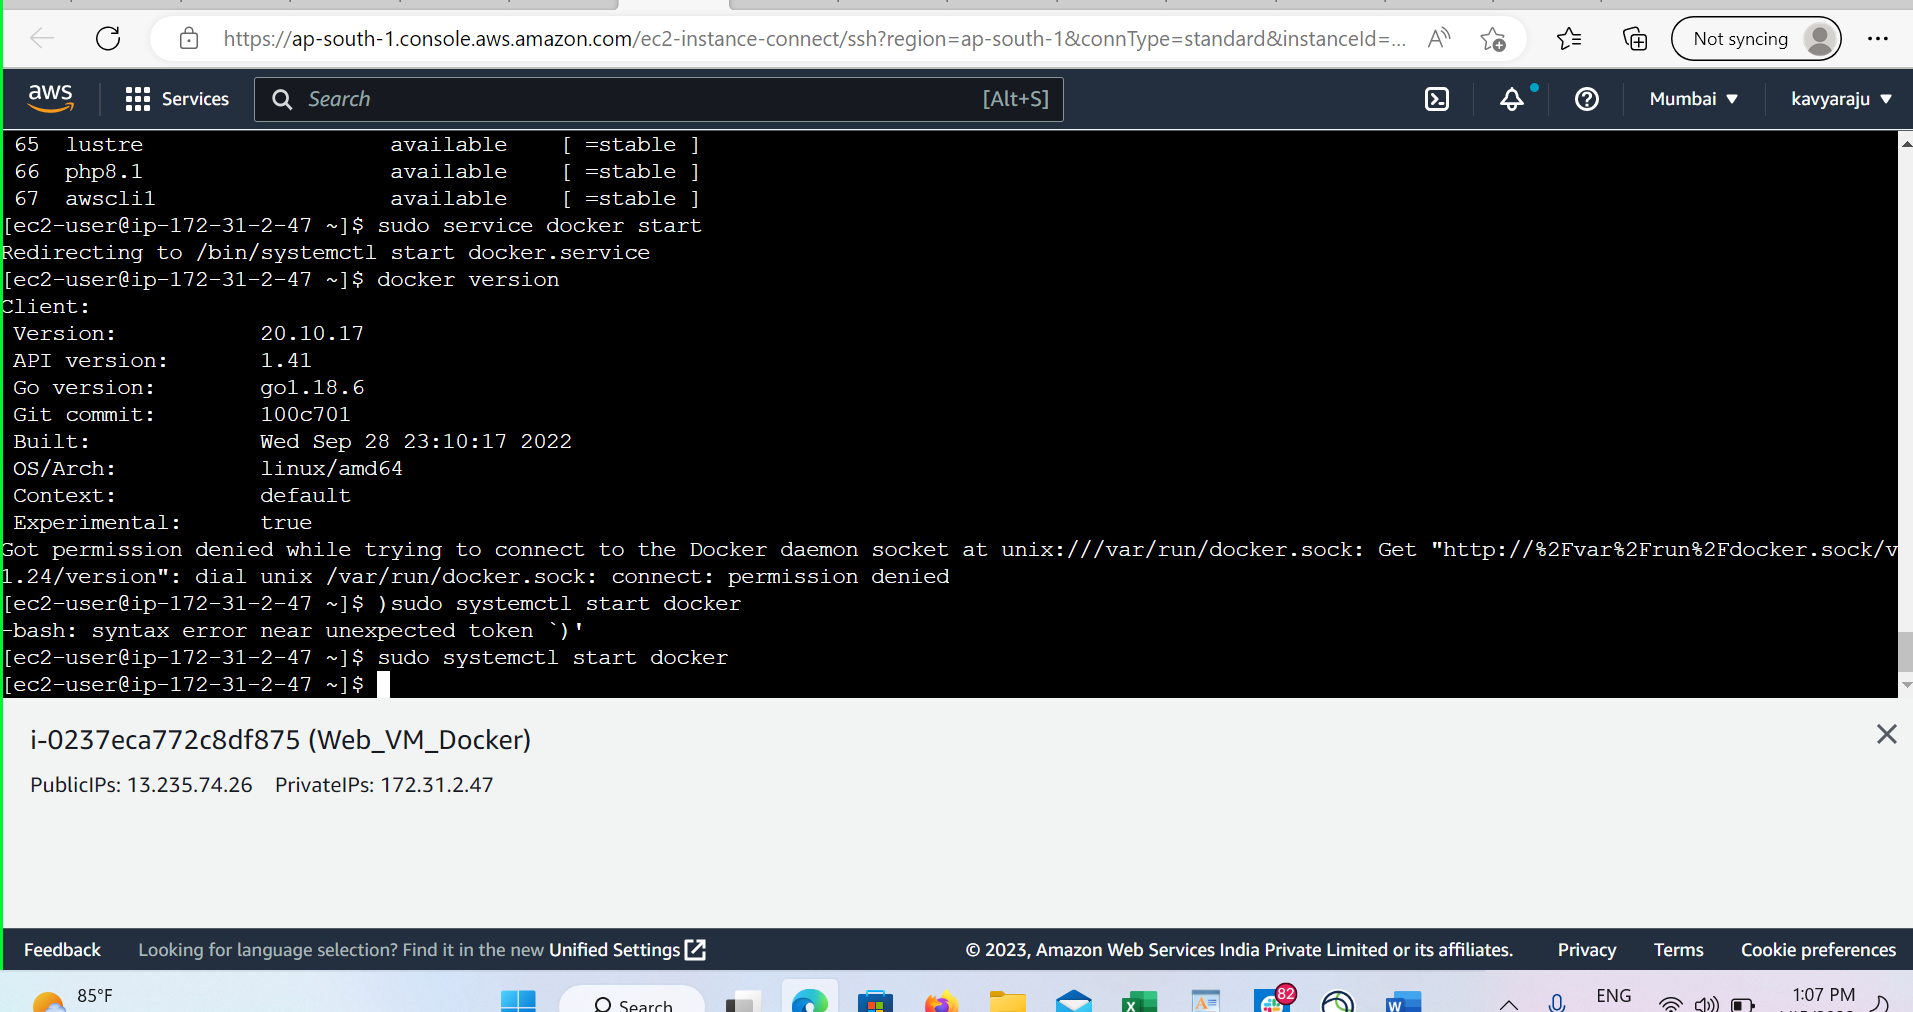 https://ap-south-1.console.aws.amazon.com/ec2-instance-connect/ssh?region=ap-south-1&connType=standard&instanceId=...
Not syncing
aws
Services
Search
[Alt+S]
Mumbai
kavyaraju
65  lustre                   available    [ =stable ]
66  php8.1                   available    [ =stable ]
67  awscli1                  available    [ =stable ]
[ec2-user@ip-172-31-2-47 ~]$ sudo service docker start
Redirecting to /bin/systemctl start docker.service
[ec2-user@ip-172-31-2-47 ~]$ docker version
Client:
Version:           20.10.17
API version:       1.41
Go version:        go1.18.6
Git commit:        100c701
Built:             Wed Sep 28 23:10:17 2022
OS/Arch:           linux/amd64
Context:           default
Experimental:      true
Got permission denied while trying to connect to the Docker daemon socket at unix:///var/run/docker.sock: Get "http://%2Fvar%2Frun%2Fdocker.sock/v
1.24/version": dial unix /var/run/docker.sock: connect: permission denied
[ec2-user@ip-172-31-2-47 ~]$ )sudo systemctl start docker
-bash: syntax error near unexpected token `)'
[ec2-user@ip-172-31-2-47 ~]$ sudo systemctl start docker
[ec2-user@ip-172-31-2-47 ~]$
i-0237eca772c8df875 (Web_VM_Docker)
PublicIPs: 13.235.74.26    PrivateIPs: 172.31.2.47
Feedback
Looking for language selection? Find it in the new Unified Settings
© 2023, Amazon Web Services India Private Limited or its affiliates.
Privacy
Terms
Cookie preferences
85°F
Search
82
ENG
1:07 PM